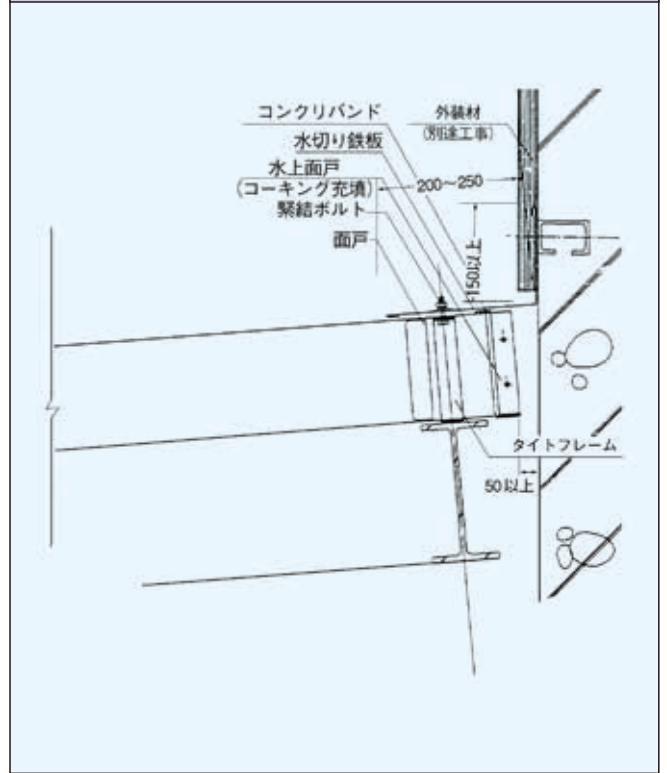 コンクリバンド
外装材
(別途工事)
水切り鉄板
水上面戸
(コーキング充填)
200〜250
緊結ボルト
面戸
150以上
タイトフレーム
50以上